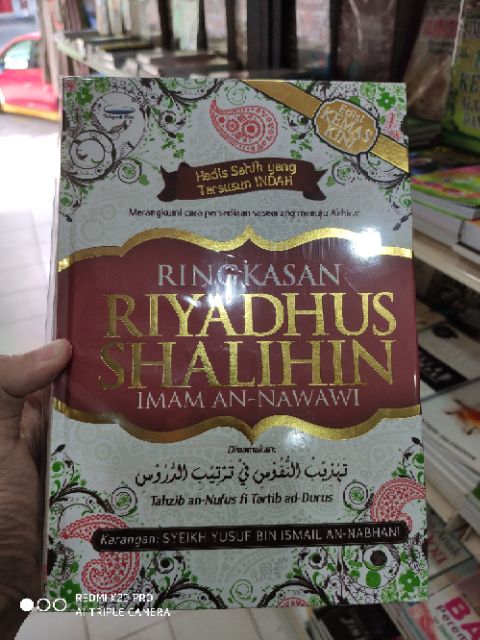 Edisi
KEMAS
KINI
Hadis Sahih yang
Tersusun INDAH
Merangkumi cara persediaan seseorang menuju Akhirat
RINGKASAN
RIYADHUS
SHALIHIN
IMAM AN-NAWAWI
Dinamakan:
تهذيب النفوس في ترتيب الدروس
Tahzib an-Nufus fi Tartib ad-Durus
Karangan: SYEIKH YUSUF BIN ISMAIL AN-NABHANI
REDMI K20 PRO
AI TRIPLE CAMERA